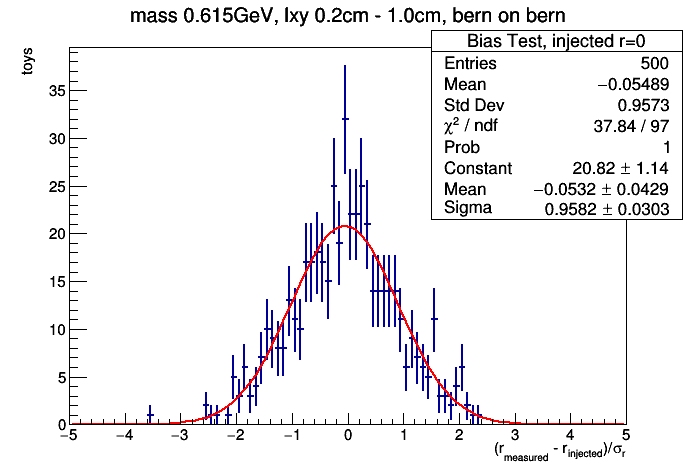 mass 0.615GeV, lxy 0.2cm - 1.0cm, bern on bern
Bias Test, injected r=0
Entries 500
Mean −0.05489
Std Dev 0.9573
χ² / ndf 37.84 / 97
Prob 1
Constant 20.82 ± 1.14
Mean −0.0532 ± 0.0429
Sigma 0.9582 ± 0.0303
toys
35
30
25
20
15
10
5
0
−5 −4 −3 −2 −1 0 1 2 3 4 5
(r_measured - r_injected)/σ_r